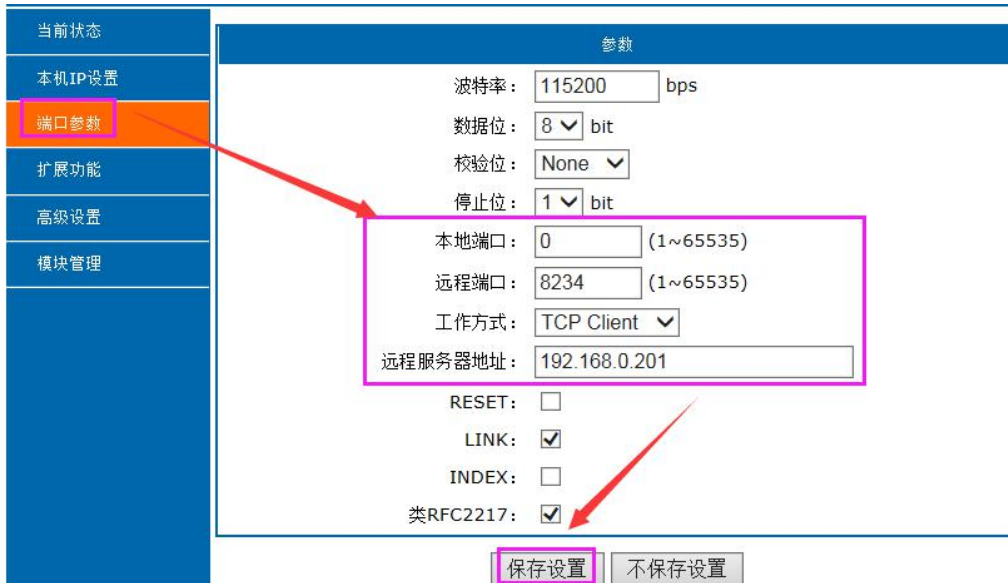 当前状态
本机IP设置
端口参数
扩展功能
高级设置
模块管理
参数
波特率： 115200 bps
数据位： 8 bit
校验位： None
停止位： 1 bit
本地端口： 0 (1~65535)
远程端口： 8234 (1~65535)
工作方式： TCP Client
远程服务器地址： 192.168.0.201
RESET：
LINK：
INDEX：
类RFC2217：
保存设置 不保存设置